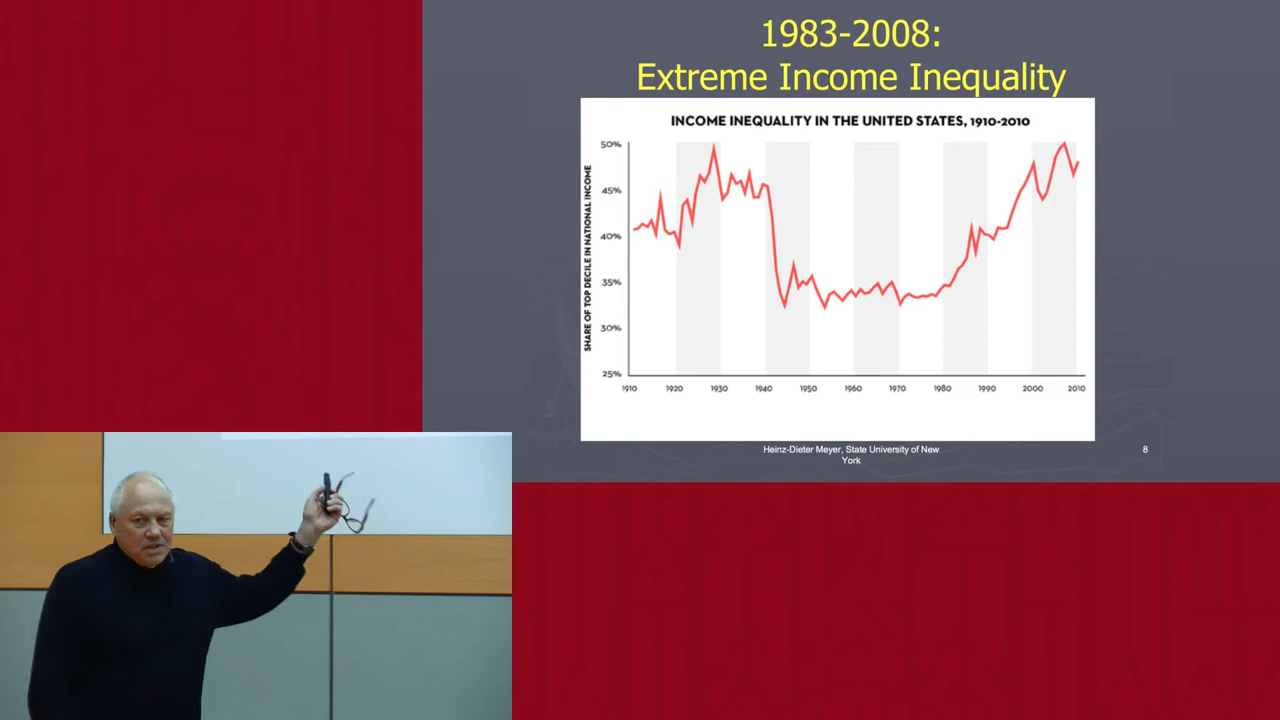 1983-2008:
Extreme Income Inequality
INCOME INEQUALITY IN THE UNITED STATES, 1910-2010
SHARE OF TOP DECILE IN NATIONAL INCOME
50%
45%
40%
35%
30%
25%
1910 1920 1930 1940 1950 1960 1970 1980 1990 2000 2010
Heinz-Dieter Meyer, State University of New
York
8